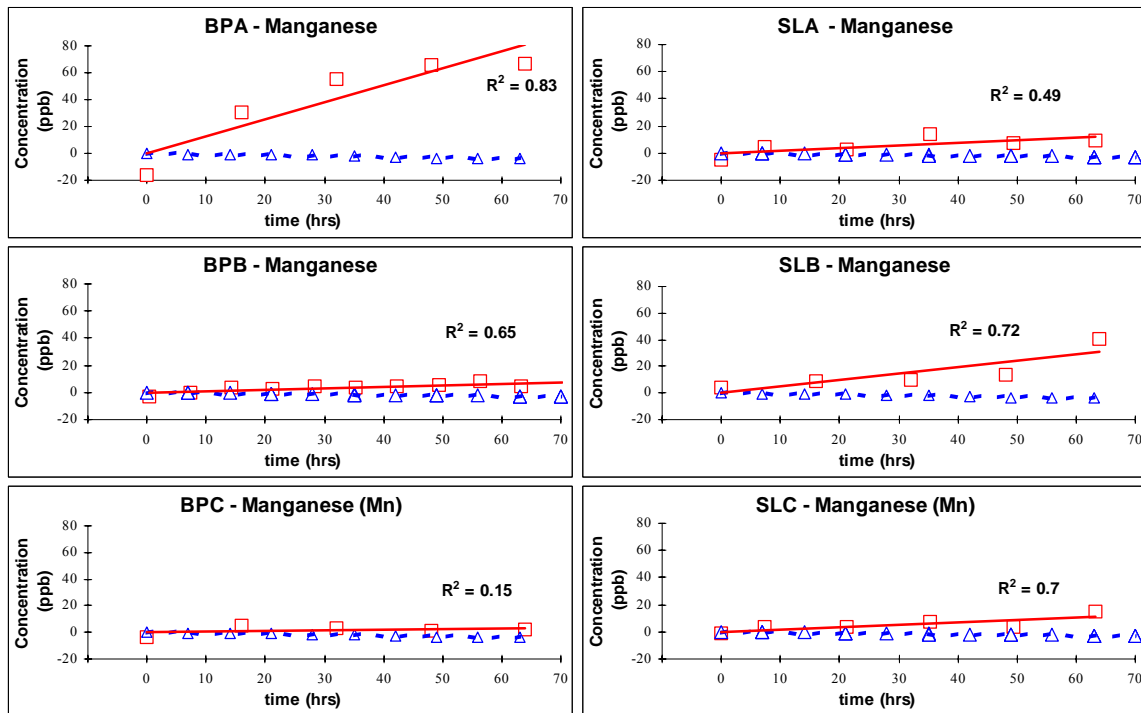 BPA - Manganese
Concentration
(ppb)
80
60
40
20
0
-20
R² = 0.83
0 10 20 30 40 50 60 70
time (hrs)
SLA - Manganese
Concentration
(ppb)
80
60
40
20
0
-20
R² = 0.49
0 10 20 30 40 50 60 70
time (hrs)
BPB - Manganese
Concentration
(ppb)
80
60
40
20
0
-20
R² = 0.65
0 10 20 30 40 50 60 70
time (hrs)
SLB - Manganese
Concentration
(ppb)
80
60
40
20
0
-20
R² = 0.72
0 10 20 30 40 50 60 70
time (hrs)
BPC - Manganese (Mn)
Concentration
(ppb)
80
60
40
20
0
-20
R² = 0.15
0 10 20 30 40 50 60 70
time (hrs)
SLC - Manganese (Mn)
Concentration
(ppb)
80
60
40
20
0
-20
R² = 0.7
0 10 20 30 40 50 60 70
time (hrs)